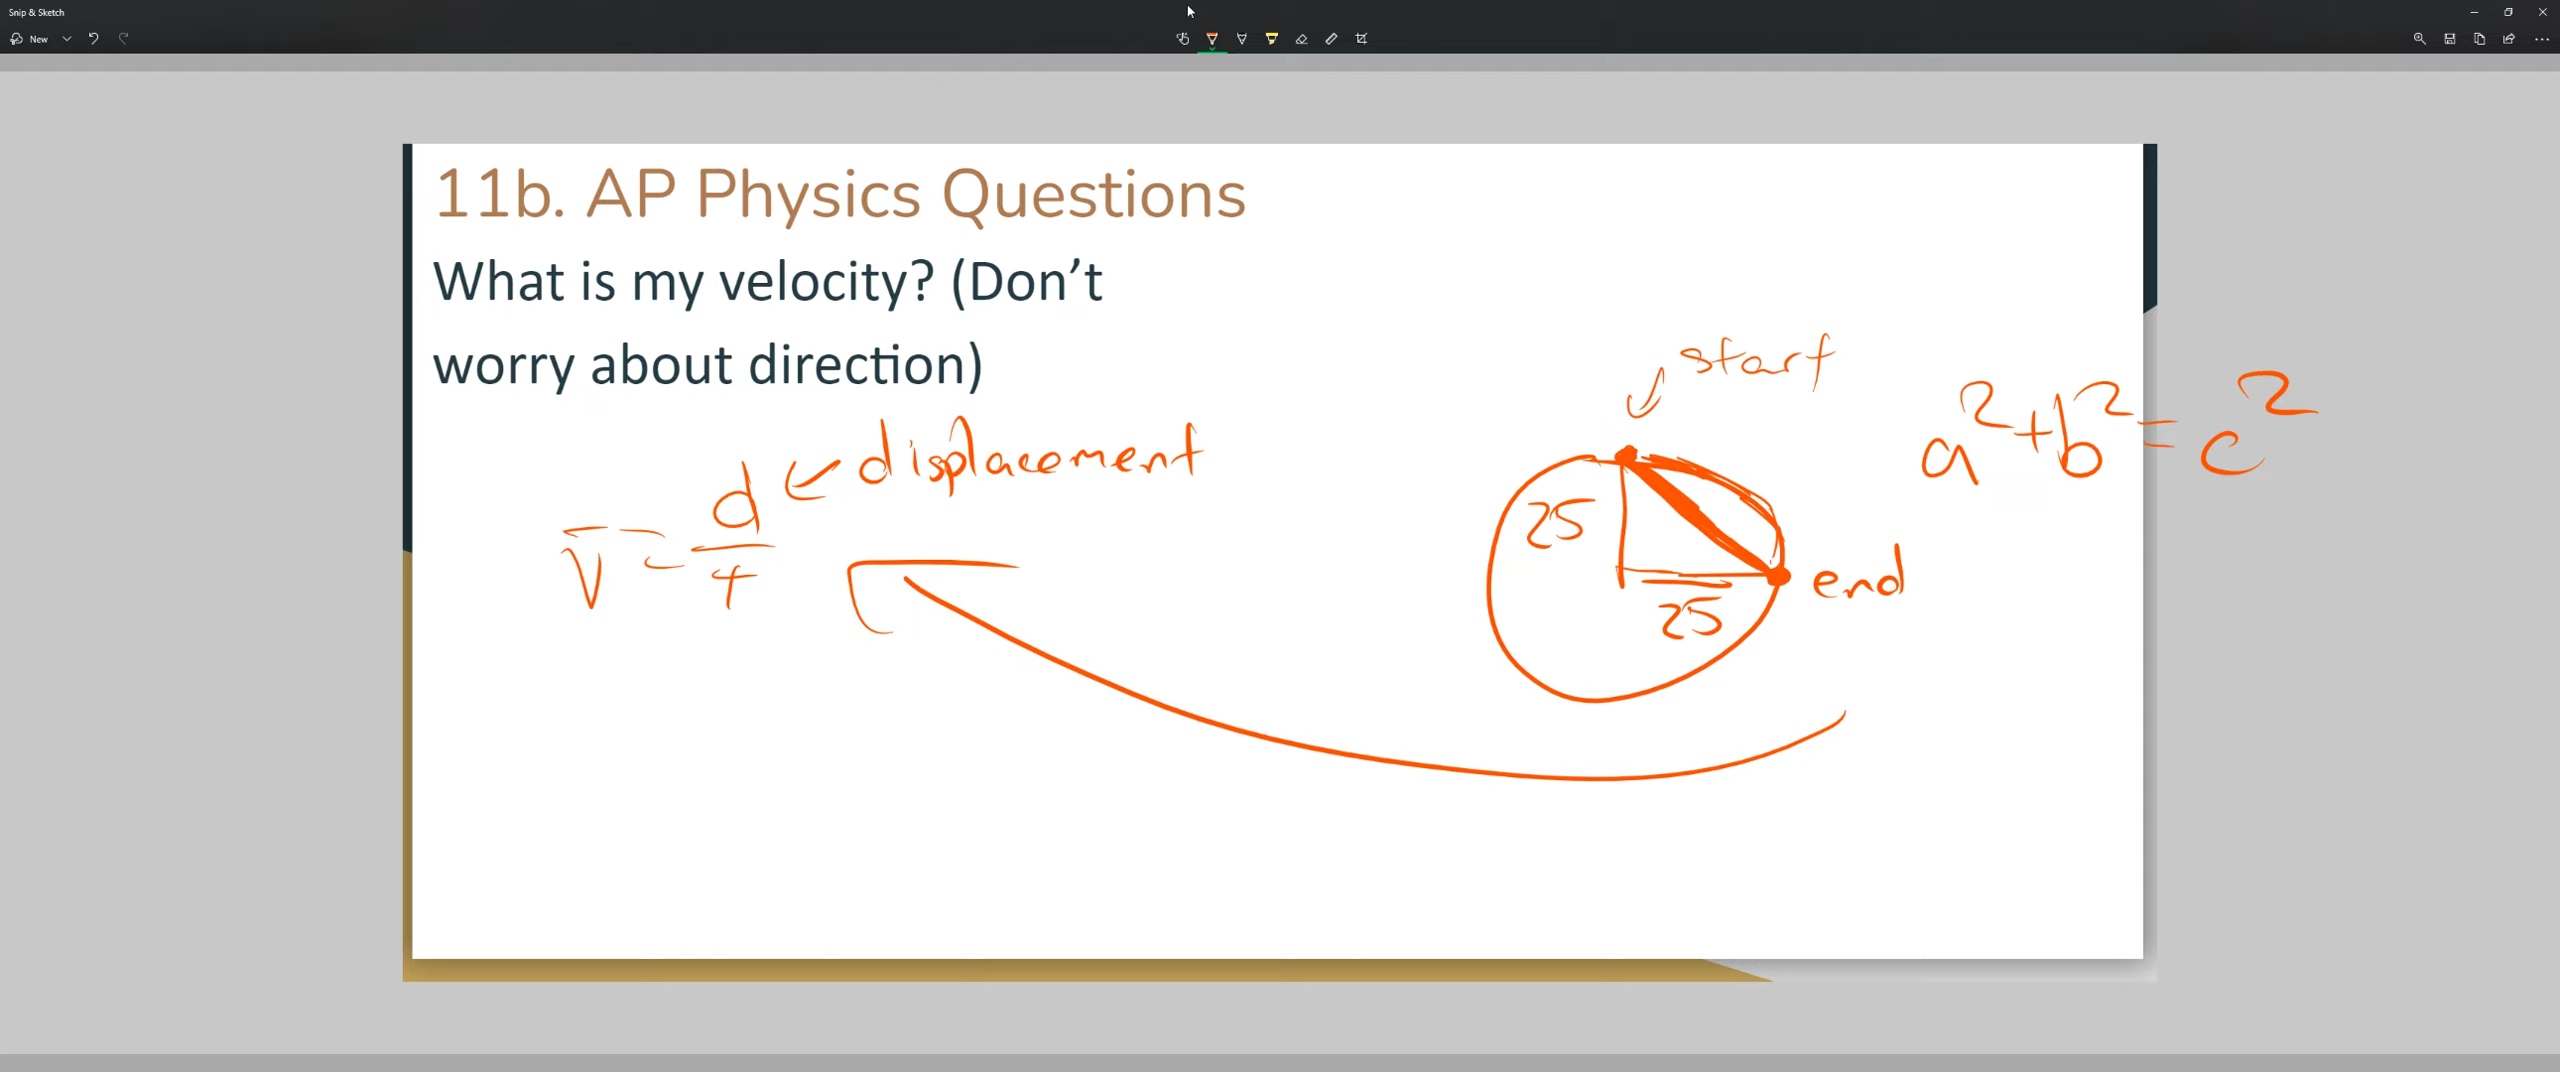 Snip & Sketch
New
11b. AP Physics Questions
What is my velocity? (Don't
worry about direction)
start
a²+b²=c²
displacement
v̄ = d/t
25
end
25